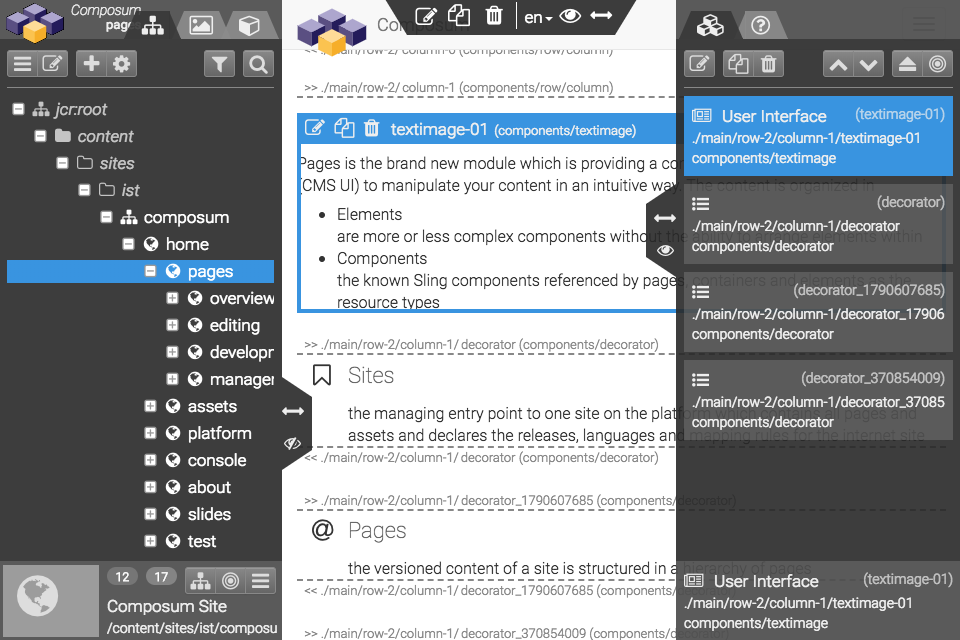 Composum
pages
jcr:root
content
sites
ist
composum
home
pages
overview
editing
develop
manager
assets
platform
console
about
slides
test
12 17
Composum Site
/content/sites/ist/composu
Composum
en
<< ./main/row-2/column-0 (components/row/column)
>> ./main/row-2/ column-1 (components/row/column)
textimage-01 (components/textimage)
Pages is the brand new module which is providing a
(CMS UI) to manipulate your content in an intuitive way. The content is organized in
Elements
are more or less complex components without the ability to arrange elements within
Components
the known Sling components referenced by pages, containers and elements as the
resource types
>> ./main/row-2/column-1/ decorator (components/decorator)
Sites
the managing entry point to one site on the platform which contains all pages and
assets and declares the releases, languages and mapping rules for the internet site
<< ./main/row-2/column-1/ decorator (components/decorator)
>> ./main/row-2/column-1/ decorator_1790607685 (components/decorator)
@ Pages
the versioned content of a site is structured in a hierarchy of pages
<< ./main/row-2/column-1/ decorator_1790607685 (components/decorator)
>> ./main/row-2/column-1/ decorator_370854009 (components/decorator)
User Interface (textimage-01)
./main/row-2/column-1/textimage-01
components/textimage
(decorator)
./main/row-2/column-1/decorator
components/decorator
(decorator_1790607685)
./main/row-2/column-1/decorator_17906
components/decorator
(decorator_370854009)
./main/row-2/column-1/decorator_37085
components/decorator
User Interface (textimage-01)
./main/row-2/column-1/textimage-01
components/textimage